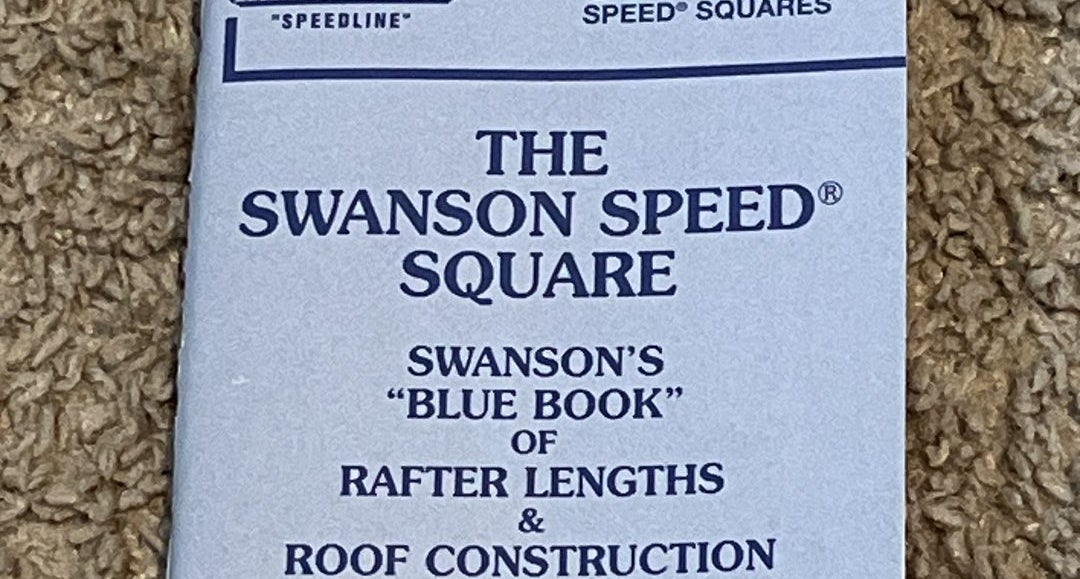 "SPEEDLINE"
SPEED® SQUARES
THE
SWANSON SPEED®
SQUARE
SWANSON'S
“BLUE BOOK”
OF
RAFTER LENGTHS
&
ROOF CONSTRUCTION